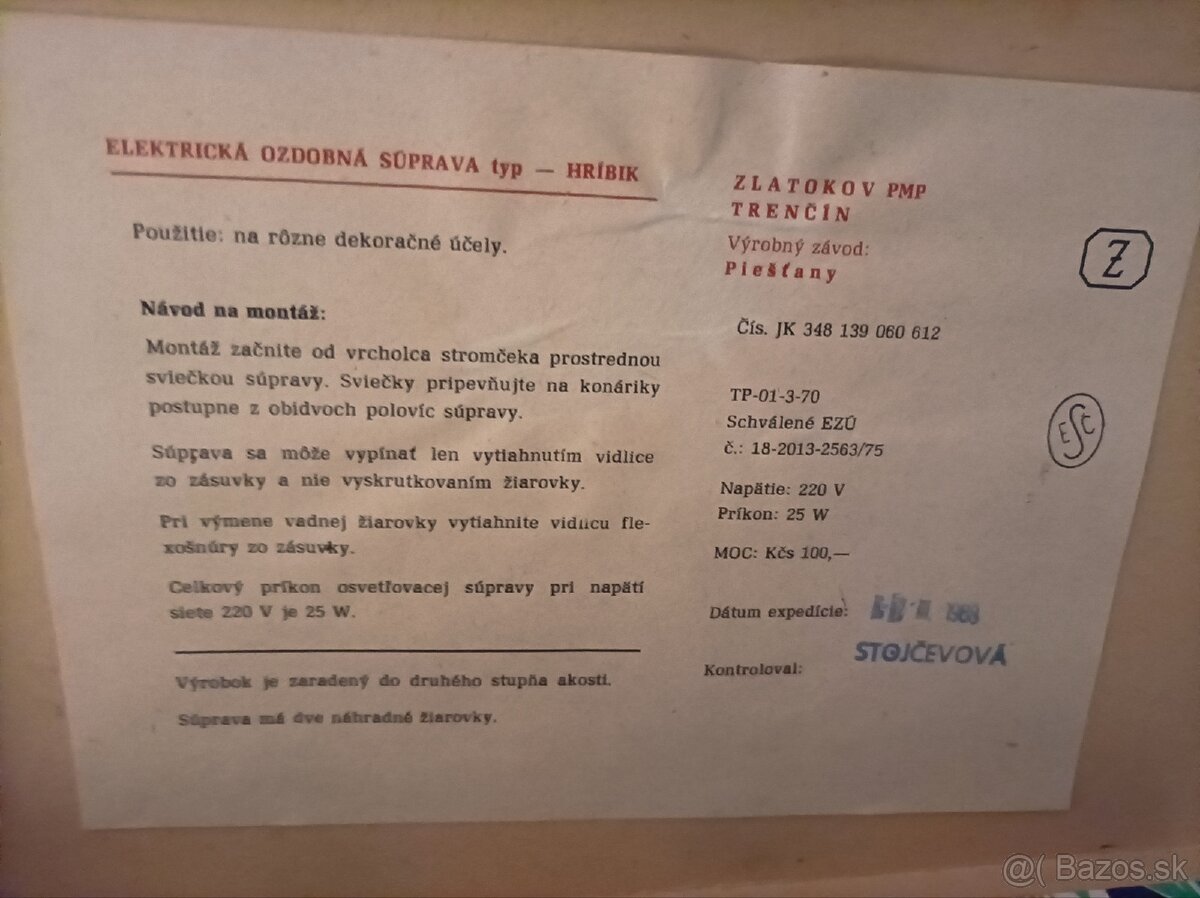 ELEKTRICKÁ OZDOBNÁ SÚPRAVA typ — HRÍBIK
Použitie: na rôzne dekoračné účely.
Návod na montáž:
Montáž začnite od vrcholca stromčeka prostrednou
sviečkou súpravy. Sviečky pripevňujte na konáriky
postupne z obidvoch polovíc súpravy.
Súprava sa môže vypínať len vytiahnutím vidlice
zo zásuvky a nie vyskrutkovaním žiarovky.
Pri výmene vadnej žiarovky vytiahnite vidlicu fle-
xošnúry zo zásuvky.
Celkový príkon osvetľovacej súpravy pri napätí
siete 220 V je 25 W.
Výrobok je zaradený do druhého stupňa akosti.
Súprava má dve náhradné žiarovky.
ZLATOKOV PMP
TRENČÍN
Výrobný závod:
Piešťany
Z
Čís. JK 348 139 060 612
TP-01-3-70
Schválené EZÚ
č.: 18-2013-2563/75
ESČ
Napätie: 220 V
Príkon: 25 W
MOC: Kčs 100,—
Dátum expedície:
STOJČEVOVÁ
Kontroloval:
@( Bazos.sk